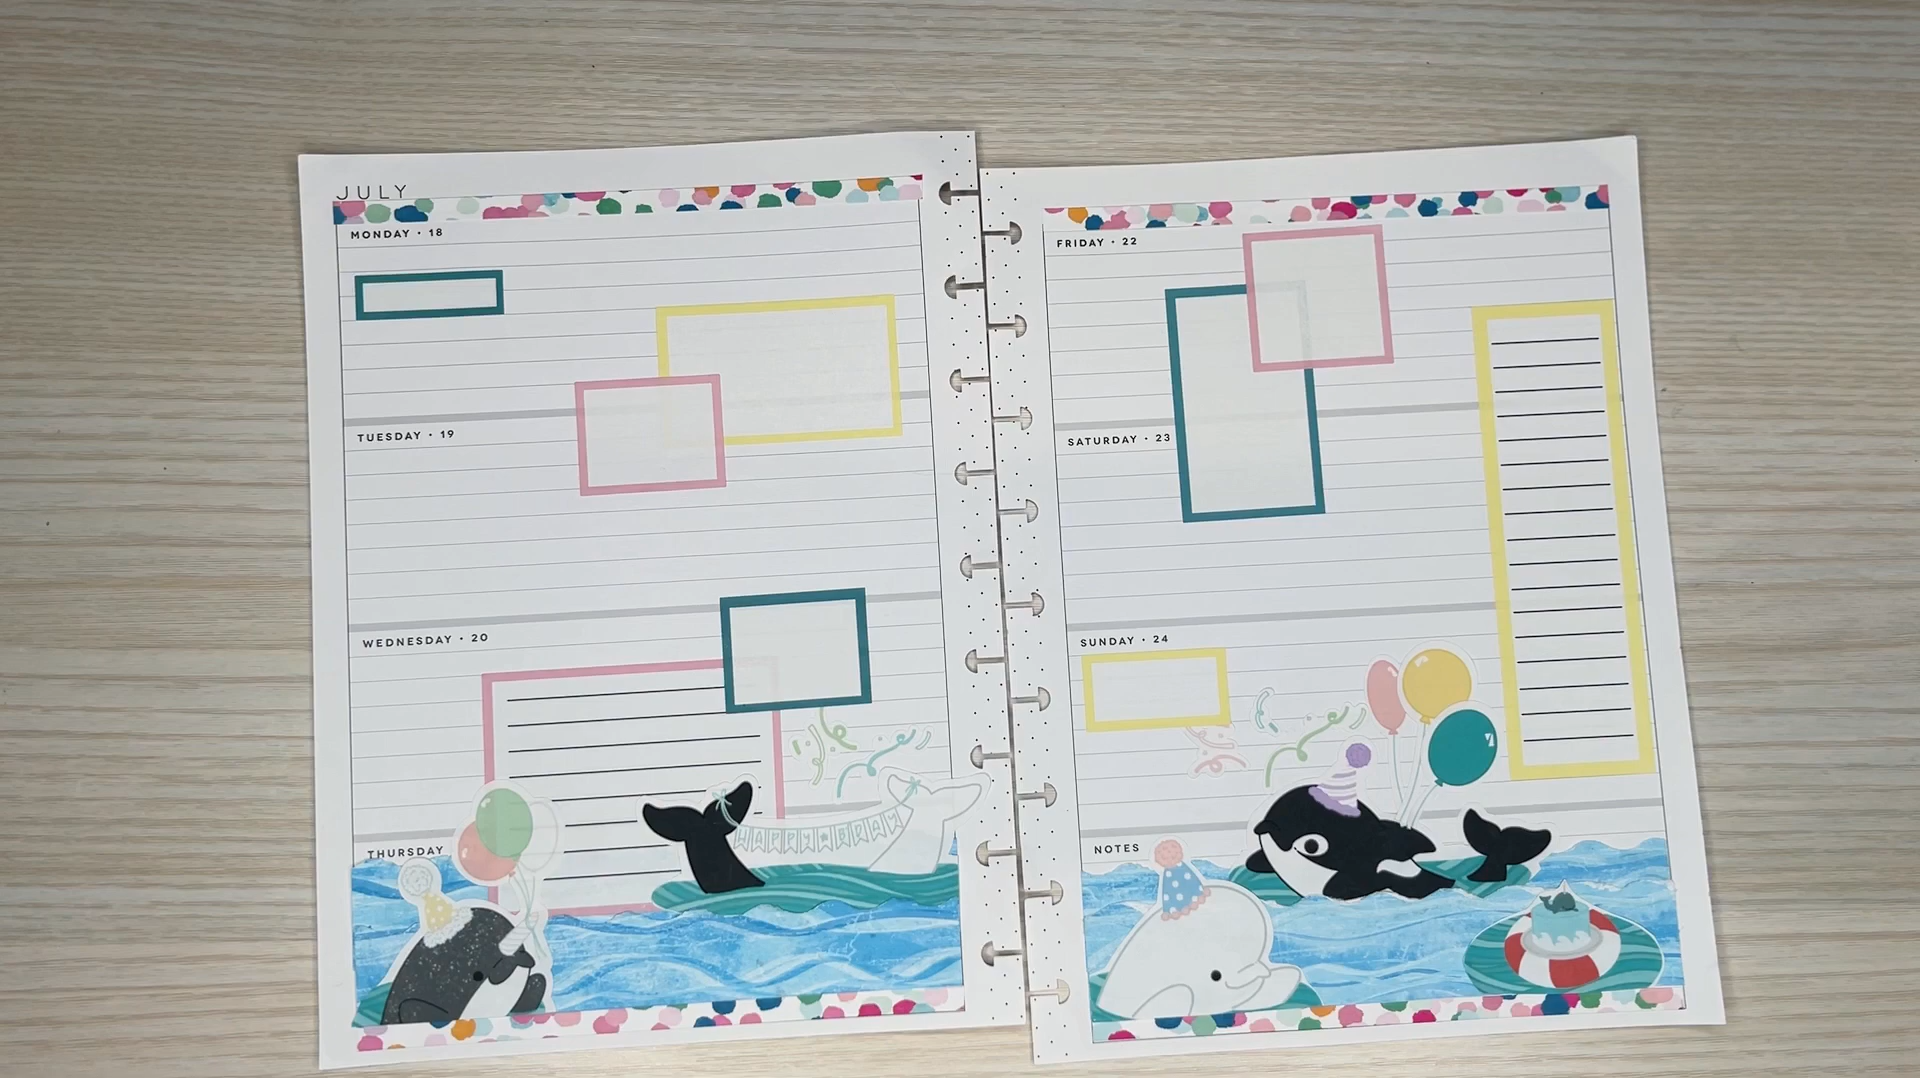 JULY
MONDAY • 18
TUESDAY • 19
WEDNESDAY • 20
THURSDAY
HAPPY B-DAY
FRIDAY • 22
SATURDAY • 23
SUNDAY • 24
NOTES